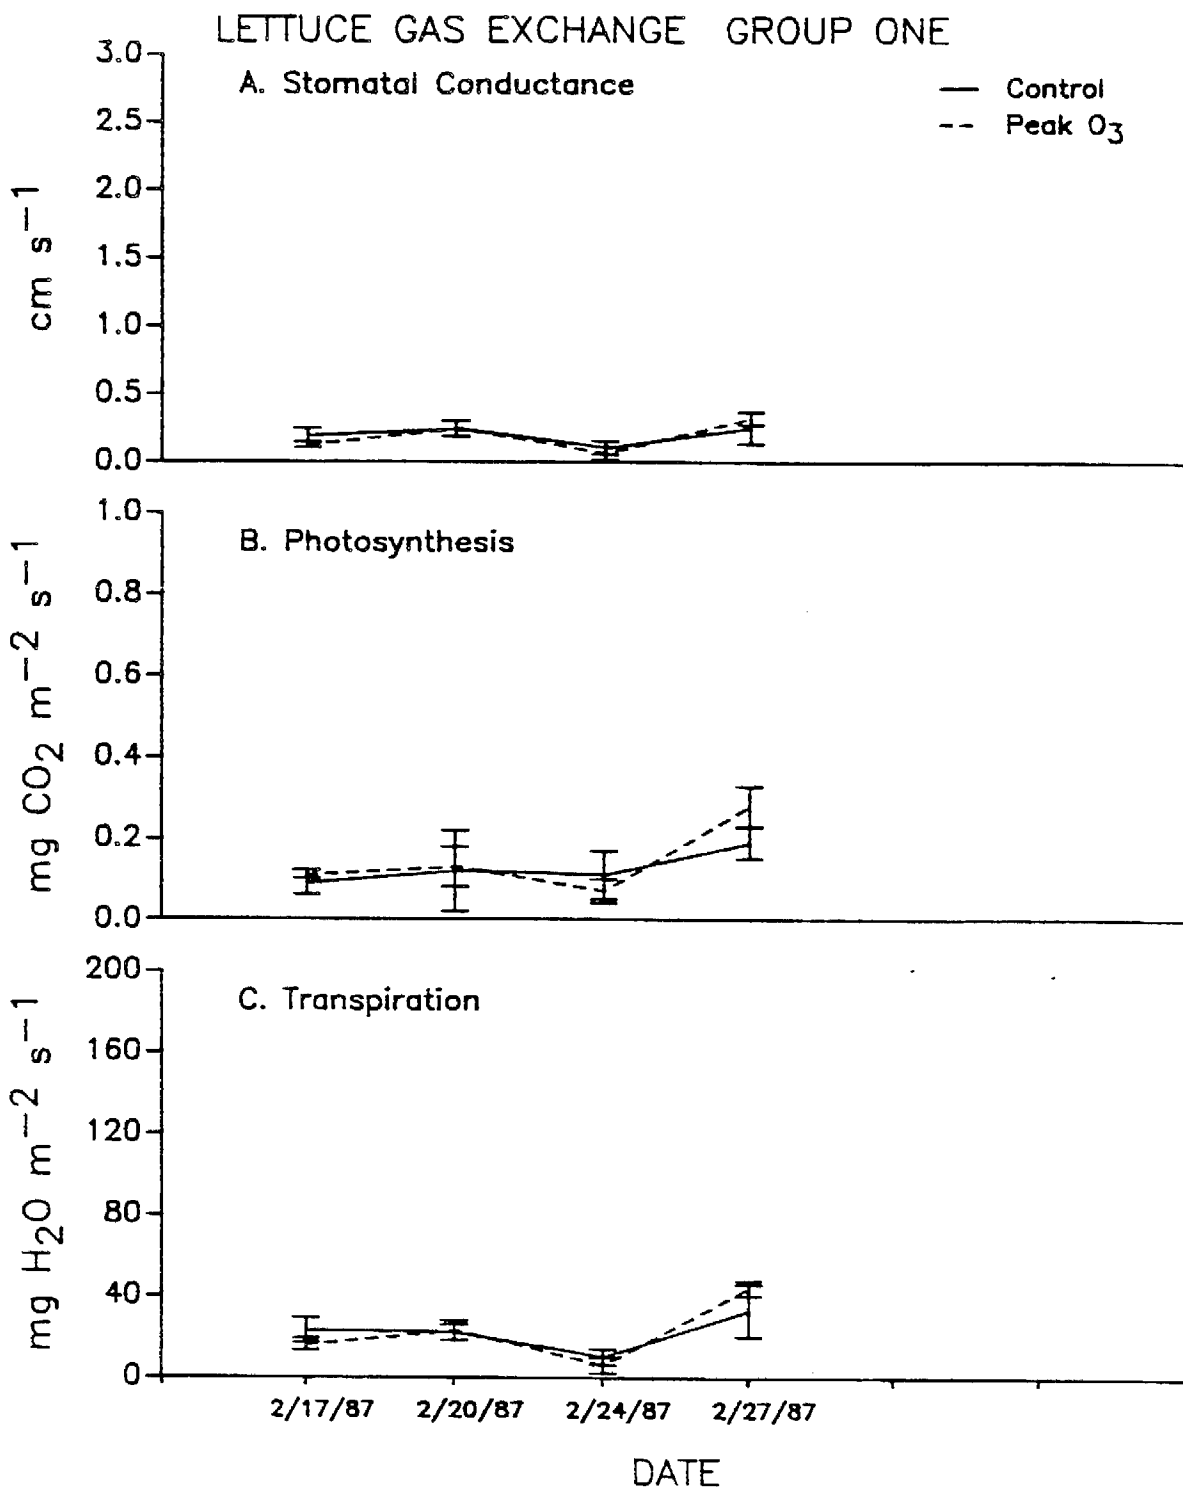 LETTUCE GAS EXCHANGE GROUP ONE
A. Stomatal Conductance
Control
Peak O3
3.0
2.5
2.0
1.5
1.0
0.5
0.0
cm s−1
B. Photosynthesis
1.0
0.8
0.6
0.4
0.2
0.0
mg CO2 m−2 s−1
C. Transpiration
200
160
120
80
40
0
mg H2O m−2 s−1
2/17/87 2/20/87 2/24/87 2/27/87
DATE